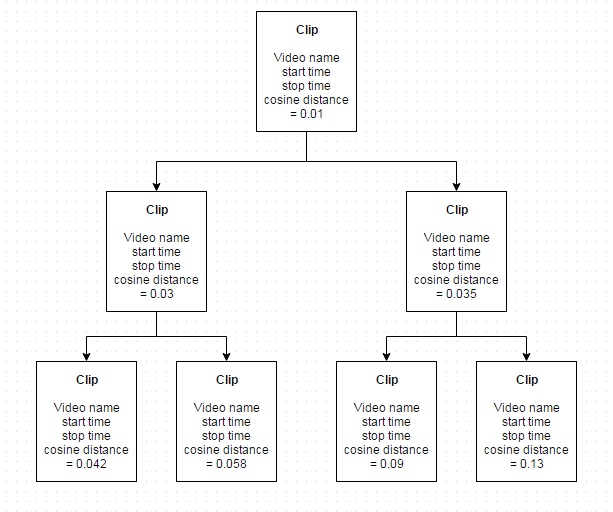 Clip
Video name
start time
stop time
cosine distance
= 0.01
Clip
Video name
start time
stop time
cosine distance
= 0.03
Clip
Video name
start time
stop time
cosine distance
= 0.035
Clip
Video name
start time
stop time
cosine distance
= 0.042
Clip
Video name
start time
stop time
cosine distance
= 0.058
Clip
Video name
start time
stop time
cosine distance
= 0.09
Clip
Video name
start time
stop time
cosine distance
= 0.13